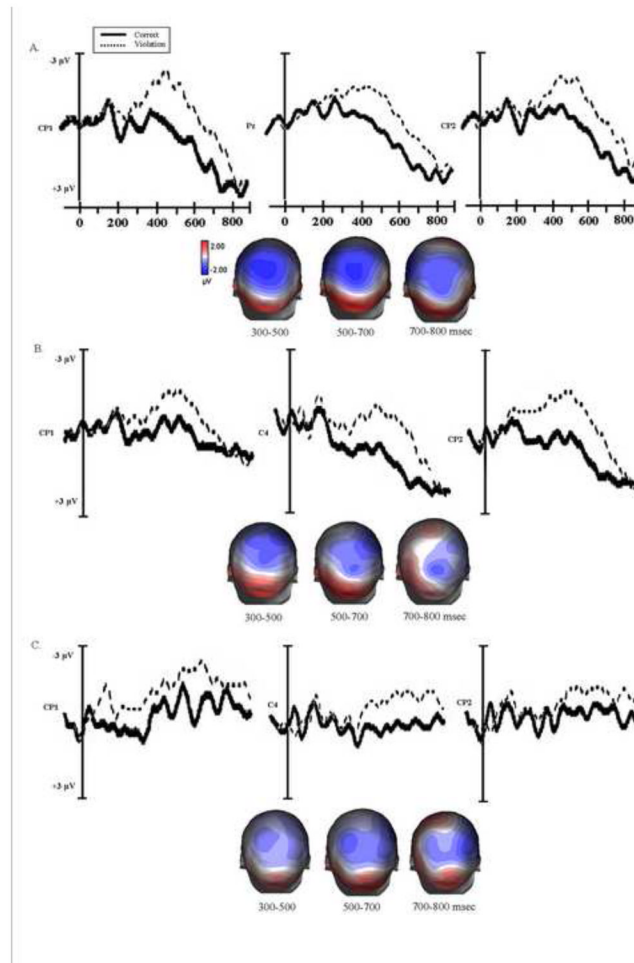 Correct
Violation
A.
-3 µV
CP1
Pz
CP2
+3 µV
0 200 400 600 800
0 200 400 600 800
0 200 400 600 800
2.00
-2.00
µV
300-500 500-700 700-800 msec
B.
-3 µV
CP1
C4
CP2
+3 µV
300-500 500-700 700-800 msec
C.
-3 µV
CP1
C4
CP2
+3 µV
300-500 500-700 700-800 msec